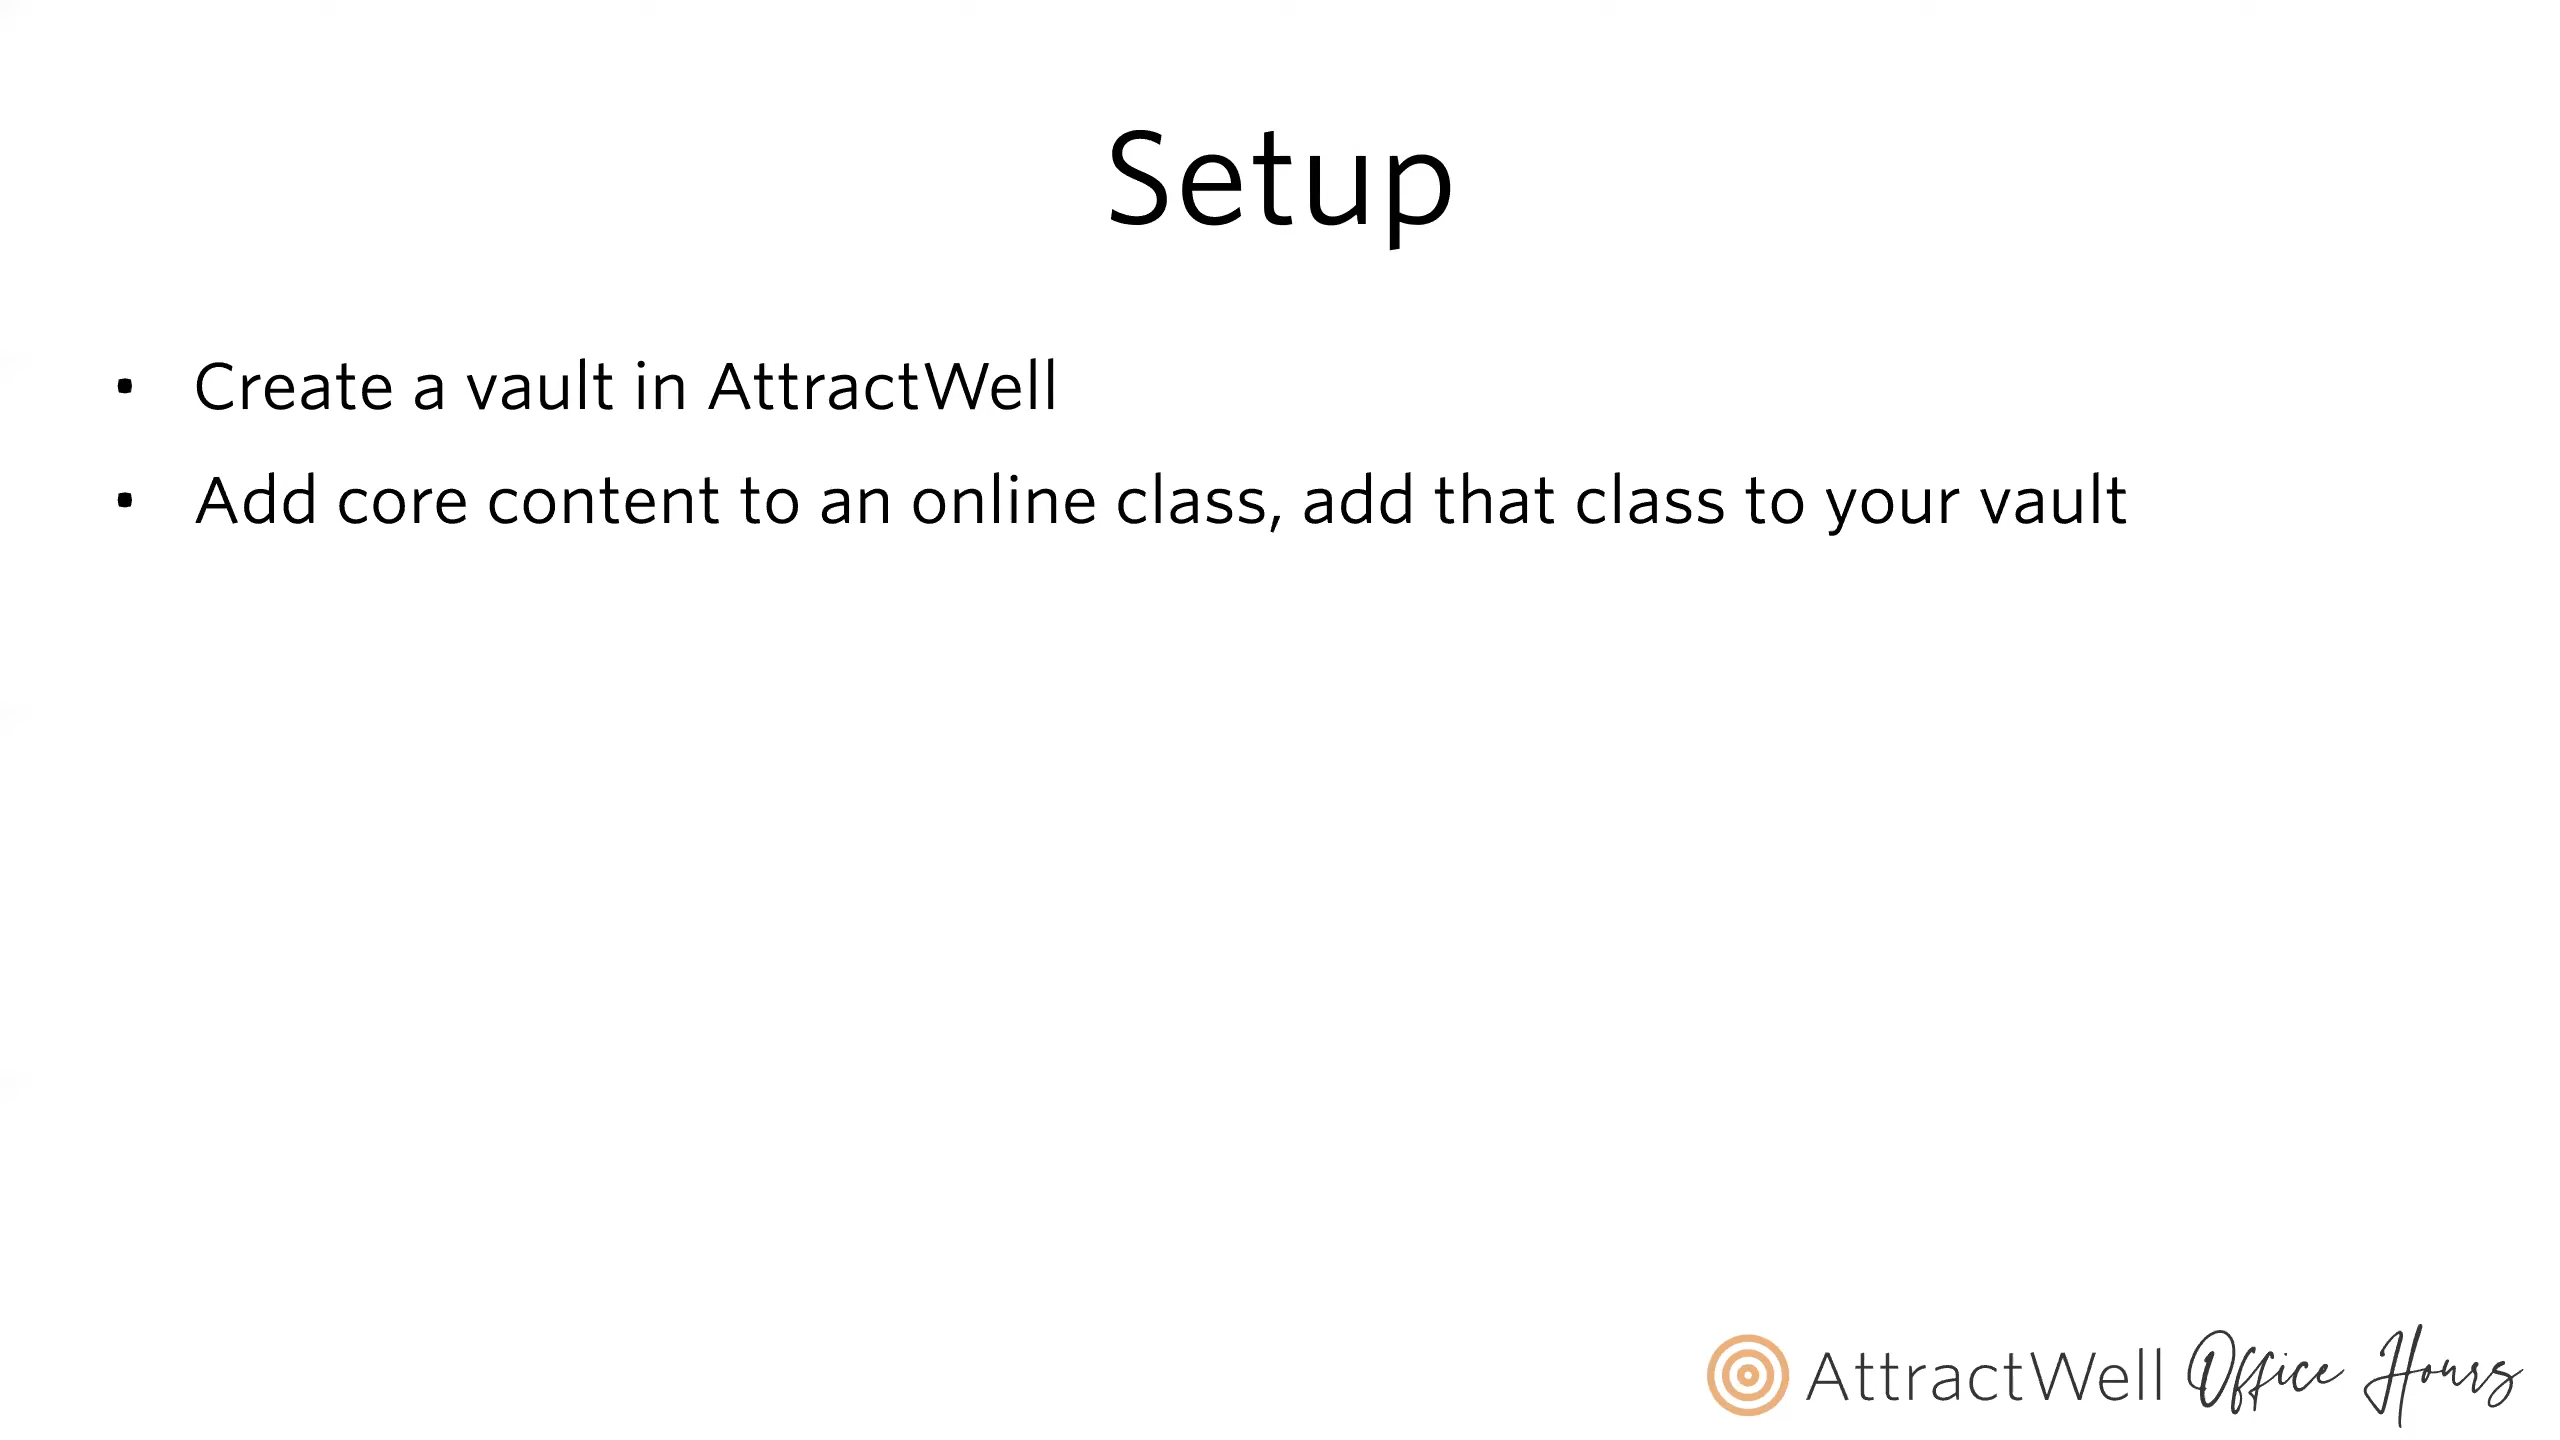 Setup
• Create a vault in AttractWell
• Add core content to an online class, add that class to your vault
AttractWell Office Hours